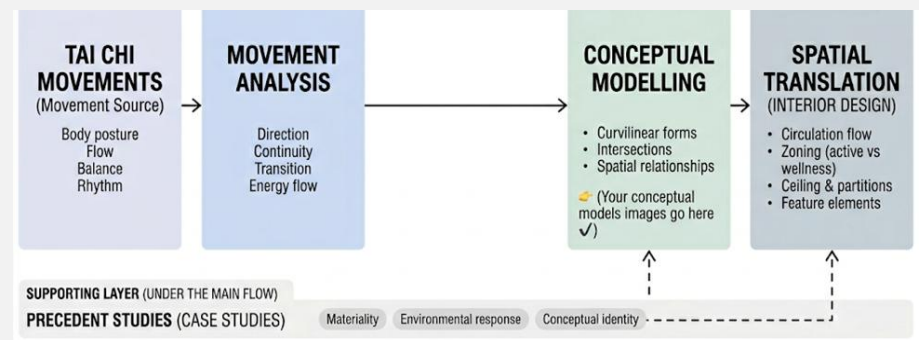 TAI CHI
MOVEMENTS
(Movement Source)
Body posture
Flow
Balance
Rhythm
MOVEMENT
ANALYSIS
Direction
Continuity
Transition
Energy flow
CONCEPTUAL
MODELLING
• Curvilinear forms
• Intersections
• Spatial relationships
👉 (Your conceptual
models images go here
✓)
SPATIAL
TRANSLATION
(INTERIOR DESIGN)
• Circulation flow
• Zoning (active vs
wellness)
• Ceiling & partitions
• Feature elements
SUPPORTING LAYER (UNDER THE MAIN FLOW)
PRECEDENT STUDIES (CASE STUDIES) Materiality Environmental response Conceptual identity